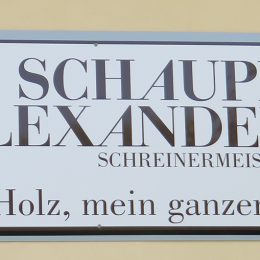 SCHAUP
LEXANDE
SCHREINERMEIS
Holz, mein ganzer